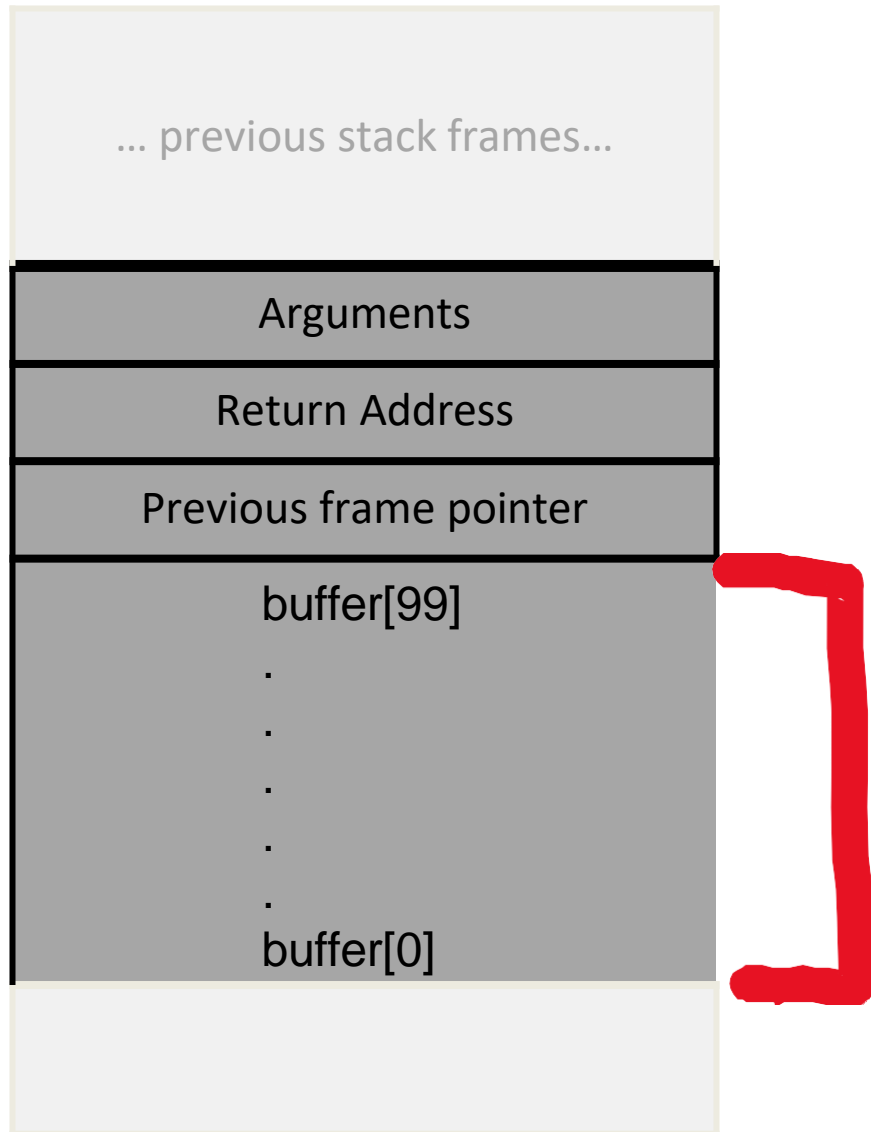 ... previous stack frames...
Arguments
Return Address
Previous frame pointer
buffer[99]
.
.
.
.
.
buffer[0]